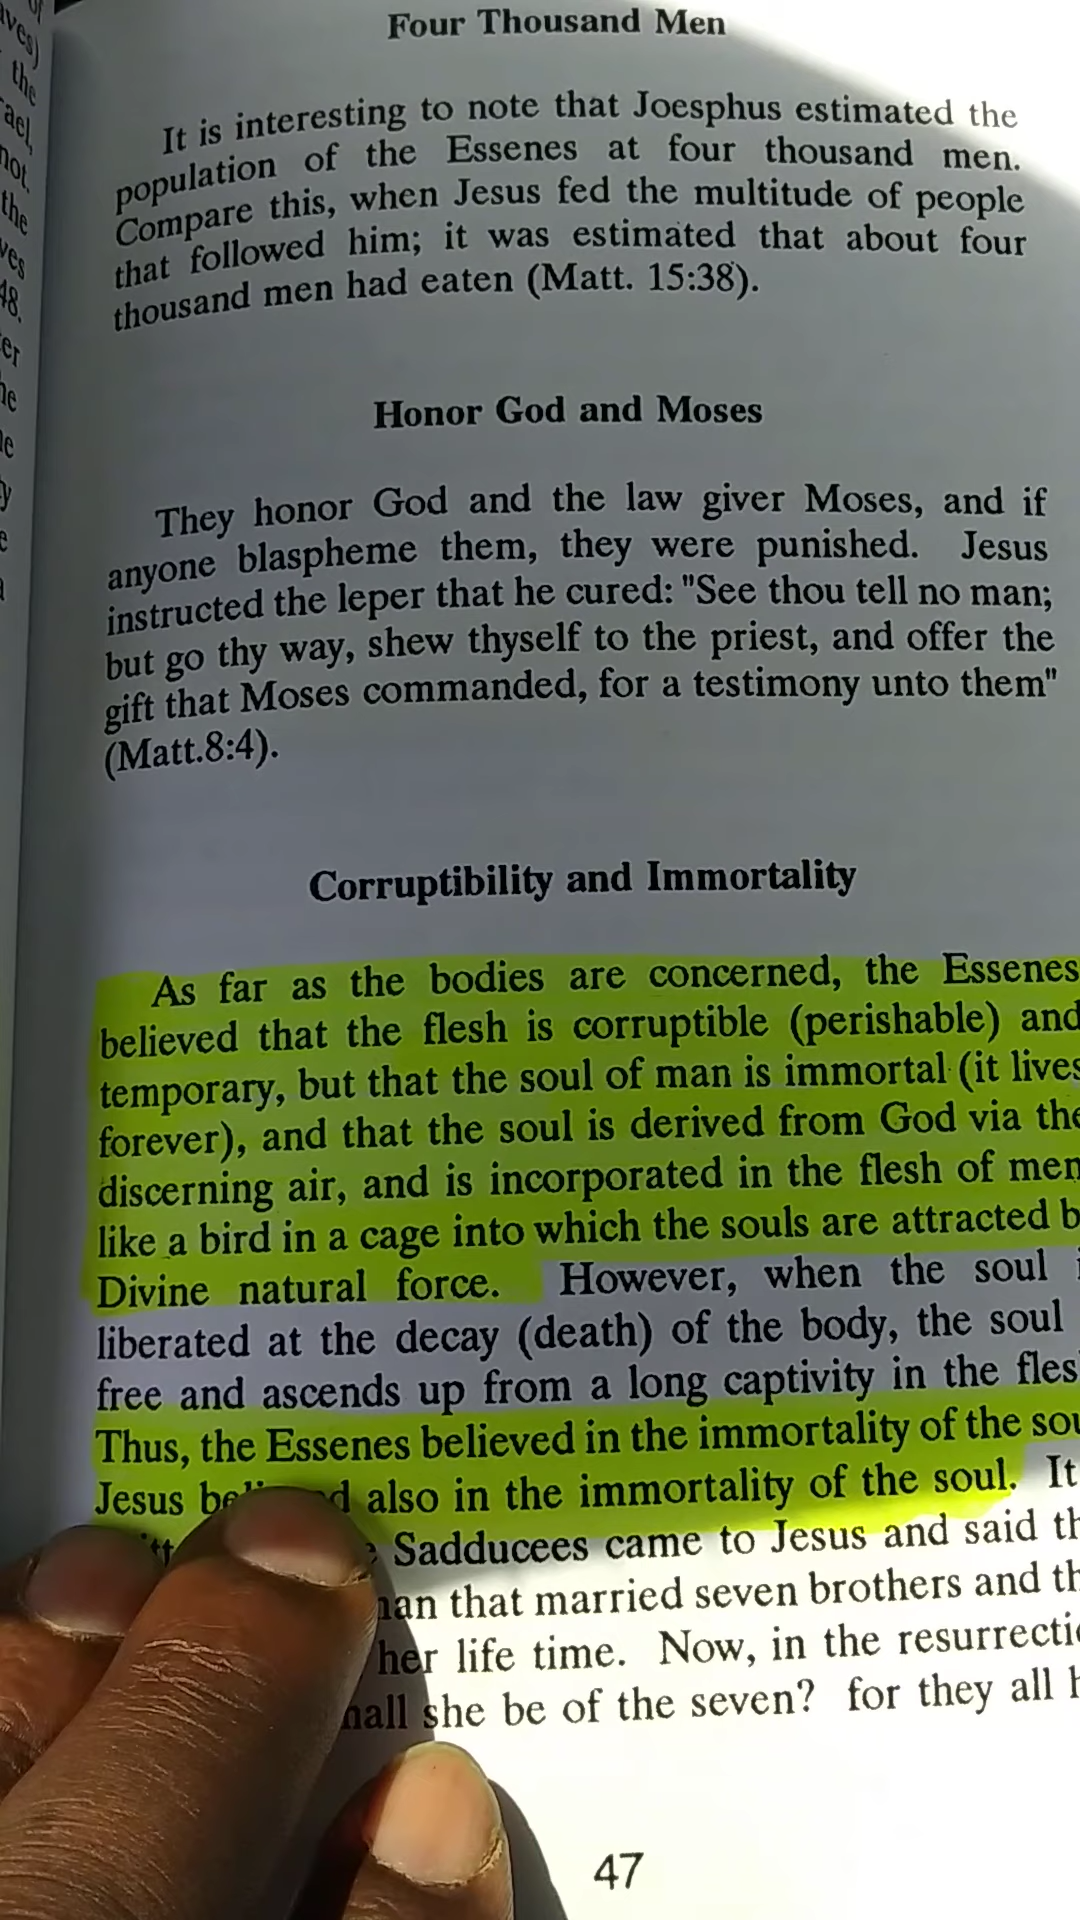 Four Thousand Men
It is interesting to note that Joesphus estimated the
population of the Essenes at four thousand men.
Compare this, when Jesus fed the multitude of people
that followed him; it was estimated that about four
thousand men had eaten (Matt. 15:38).
Honor God and Moses
They honor God and the law giver Moses, and if
anyone blaspheme them, they were punished. Jesus
instructed the leper that he cured: "See thou tell no man;
but go thy way, shew thyself to the priest, and offer the
gift that Moses commanded, for a testimony unto them"
(Matt.8:4).
Corruptibility and Immortality
As far as the bodies are concerned, the Essenes
believed that the flesh is corruptible (perishable) and
temporary, but that the soul of man is immortal (it lives
forever), and that the soul is derived from God via the
discerning air, and is incorporated in the flesh of men
like a bird in a cage into which the souls are attracted
Divine natural force. However, when the soul
liberated at the decay (death) of the body, the soul
free and ascends up from a long captivity in the
Thus, the Essenes believed in the immortality of the
Jesus also in the immortality of the soul. It
Sadducees came to Jesus and said
that married seven brothers and
her life time. Now, in the
she be of the seven? for they all
47